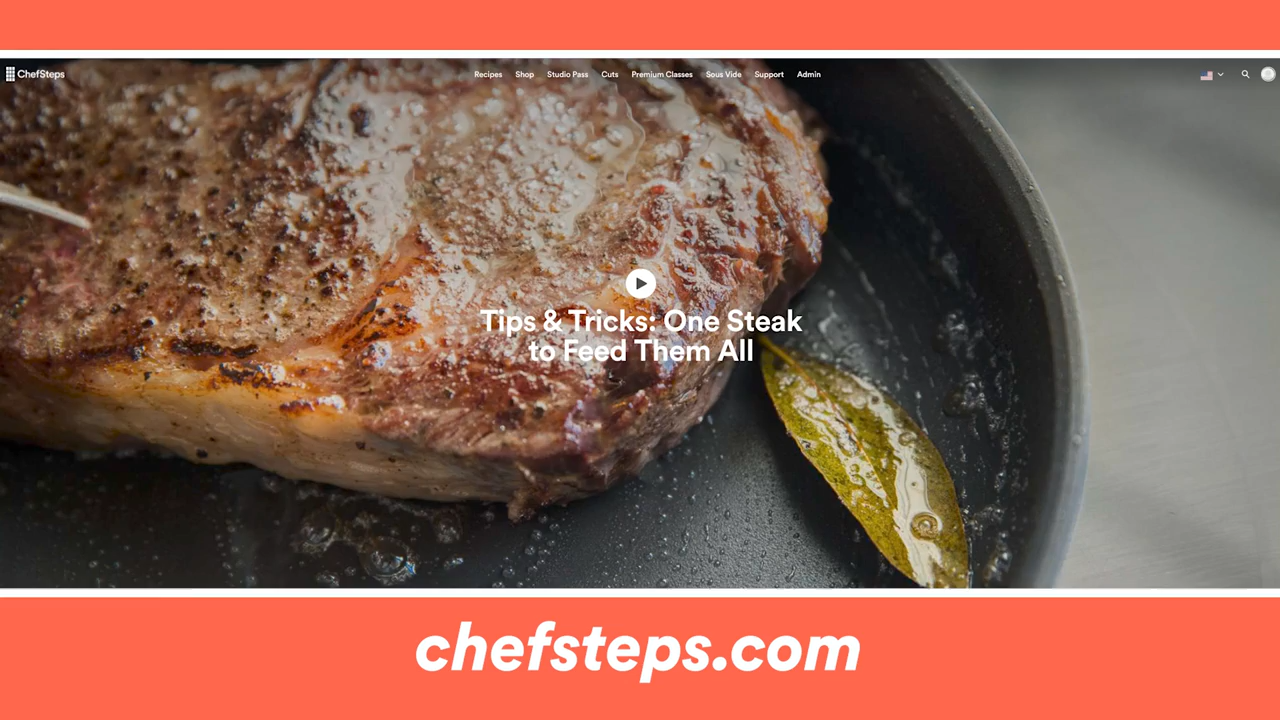 ChefSteps
Recipes Shop Studio Pass Cuts Premium Classes Sous Vide Support Admin
Tips & Tricks: One Steak
to Feed Them All
chefsteps.com